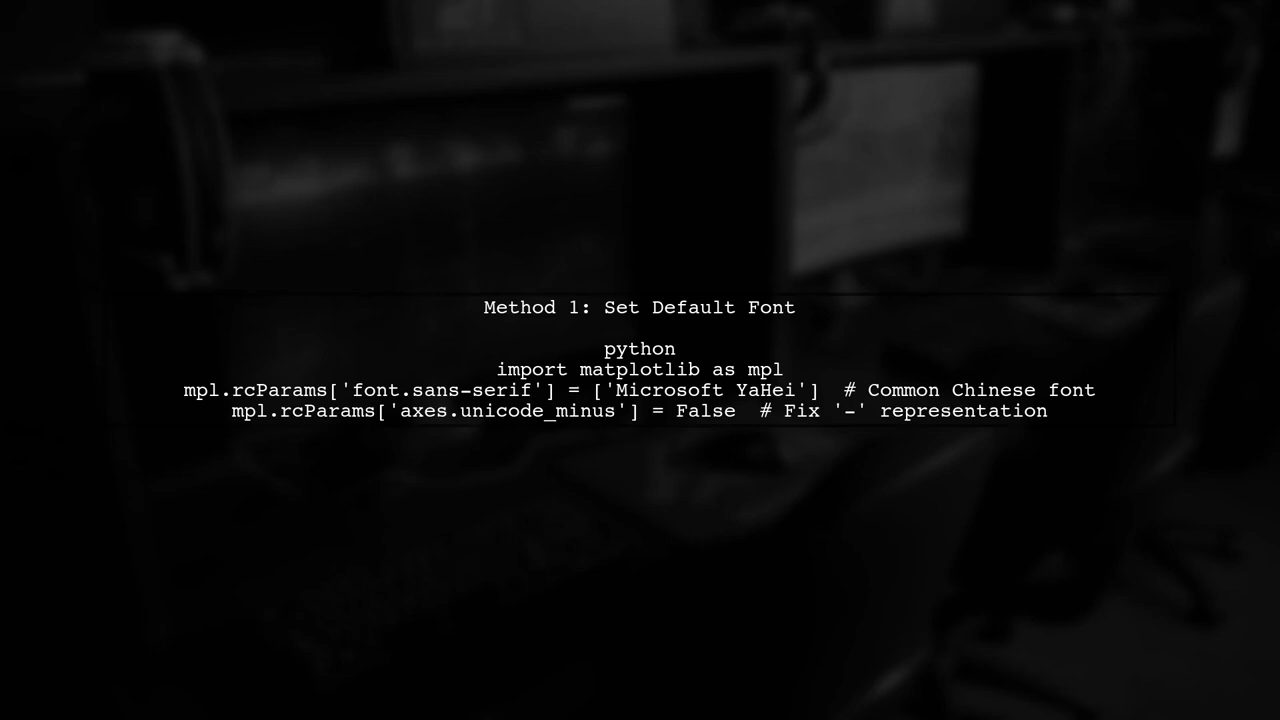 Method 1: Set Default Font
python
import matplotlib as mpl
mpl.rcParams['font.sans-serif'] = ['Microsoft YaHei']  # Common Chinese font
mpl.rcParams['axes.unicode_minus'] = False  # Fix '-' representation